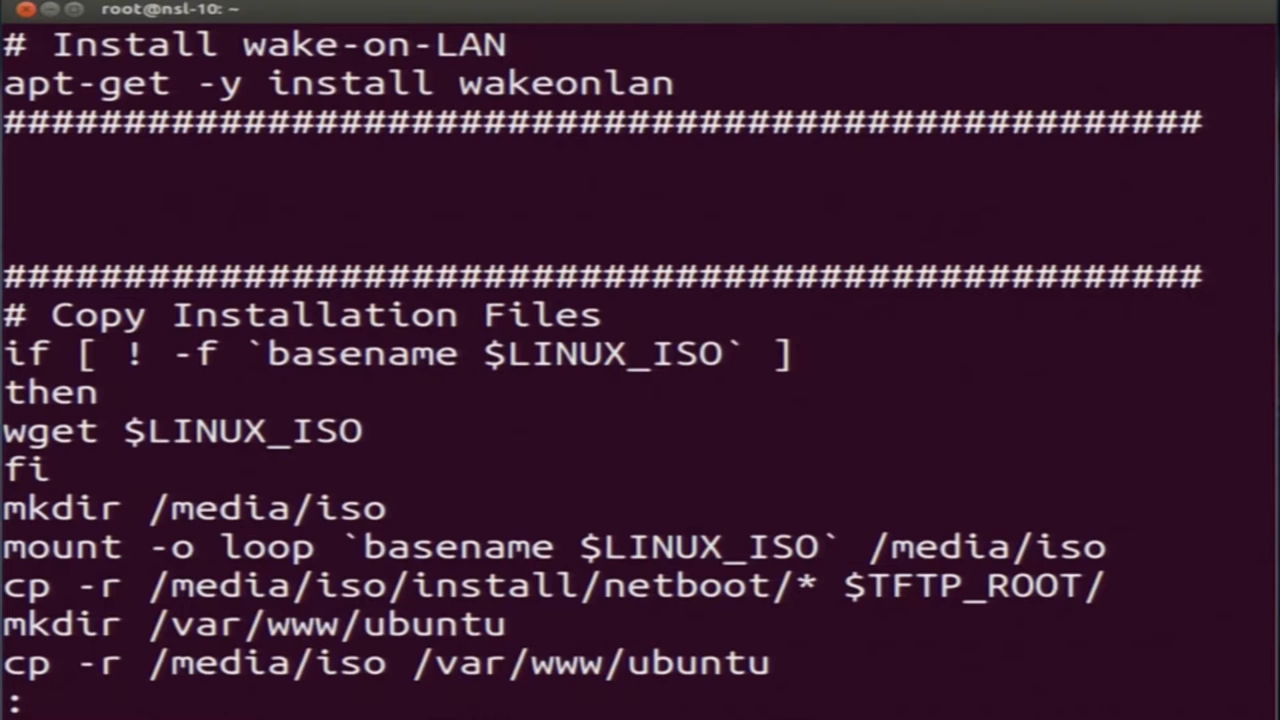 root@nsl-10: ~
# Install wake-on-LAN
apt-get -y install wakeonlan
##################################################
##################################################
# Copy Installation Files
if [ ! -f `basename $LINUX_ISO` ]
then
wget $LINUX_ISO
fi
mkdir /media/iso
mount -o loop `basename $LINUX_ISO` /media/iso
cp -r /media/iso/install/netboot/* $TFTP_ROOT/
mkdir /var/www/ubuntu
cp -r /media/iso /var/www/ubuntu
: